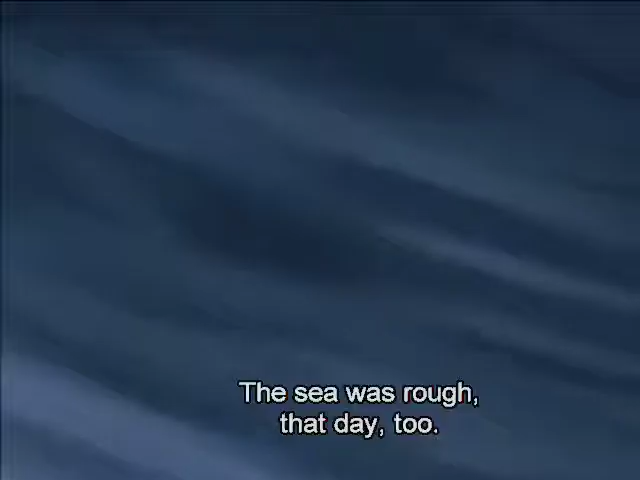 The sea was rough,
that day, too.